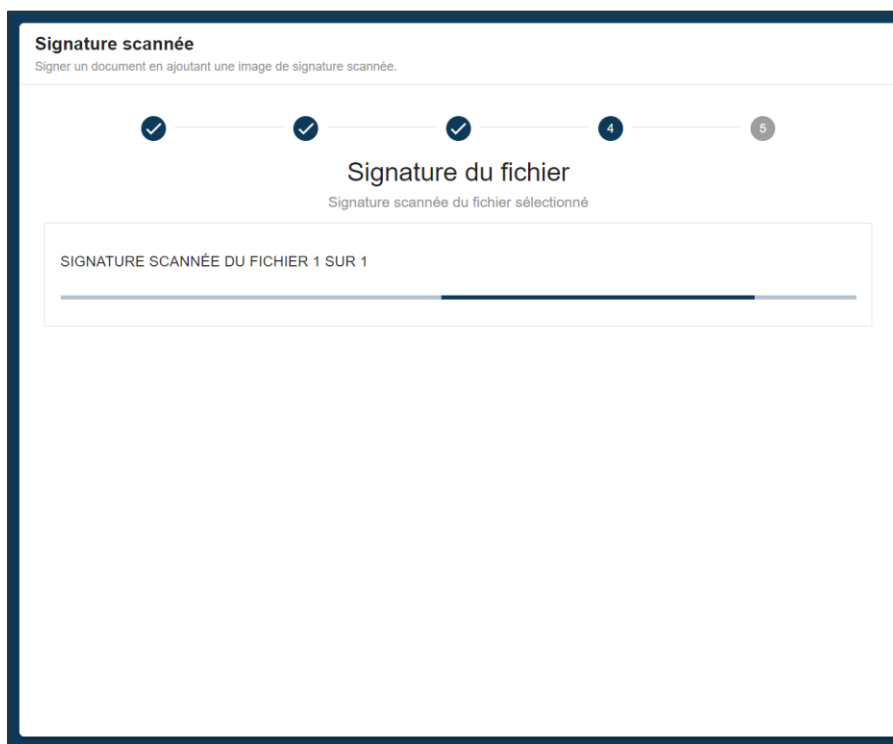 Signature scannée
Signer un document en ajoutant une image de signature scannée.
4
5
Signature du fichier
Signature scannée du fichier sélectionné
SIGNATURE SCANNÉE DU FICHIER 1 SUR 1